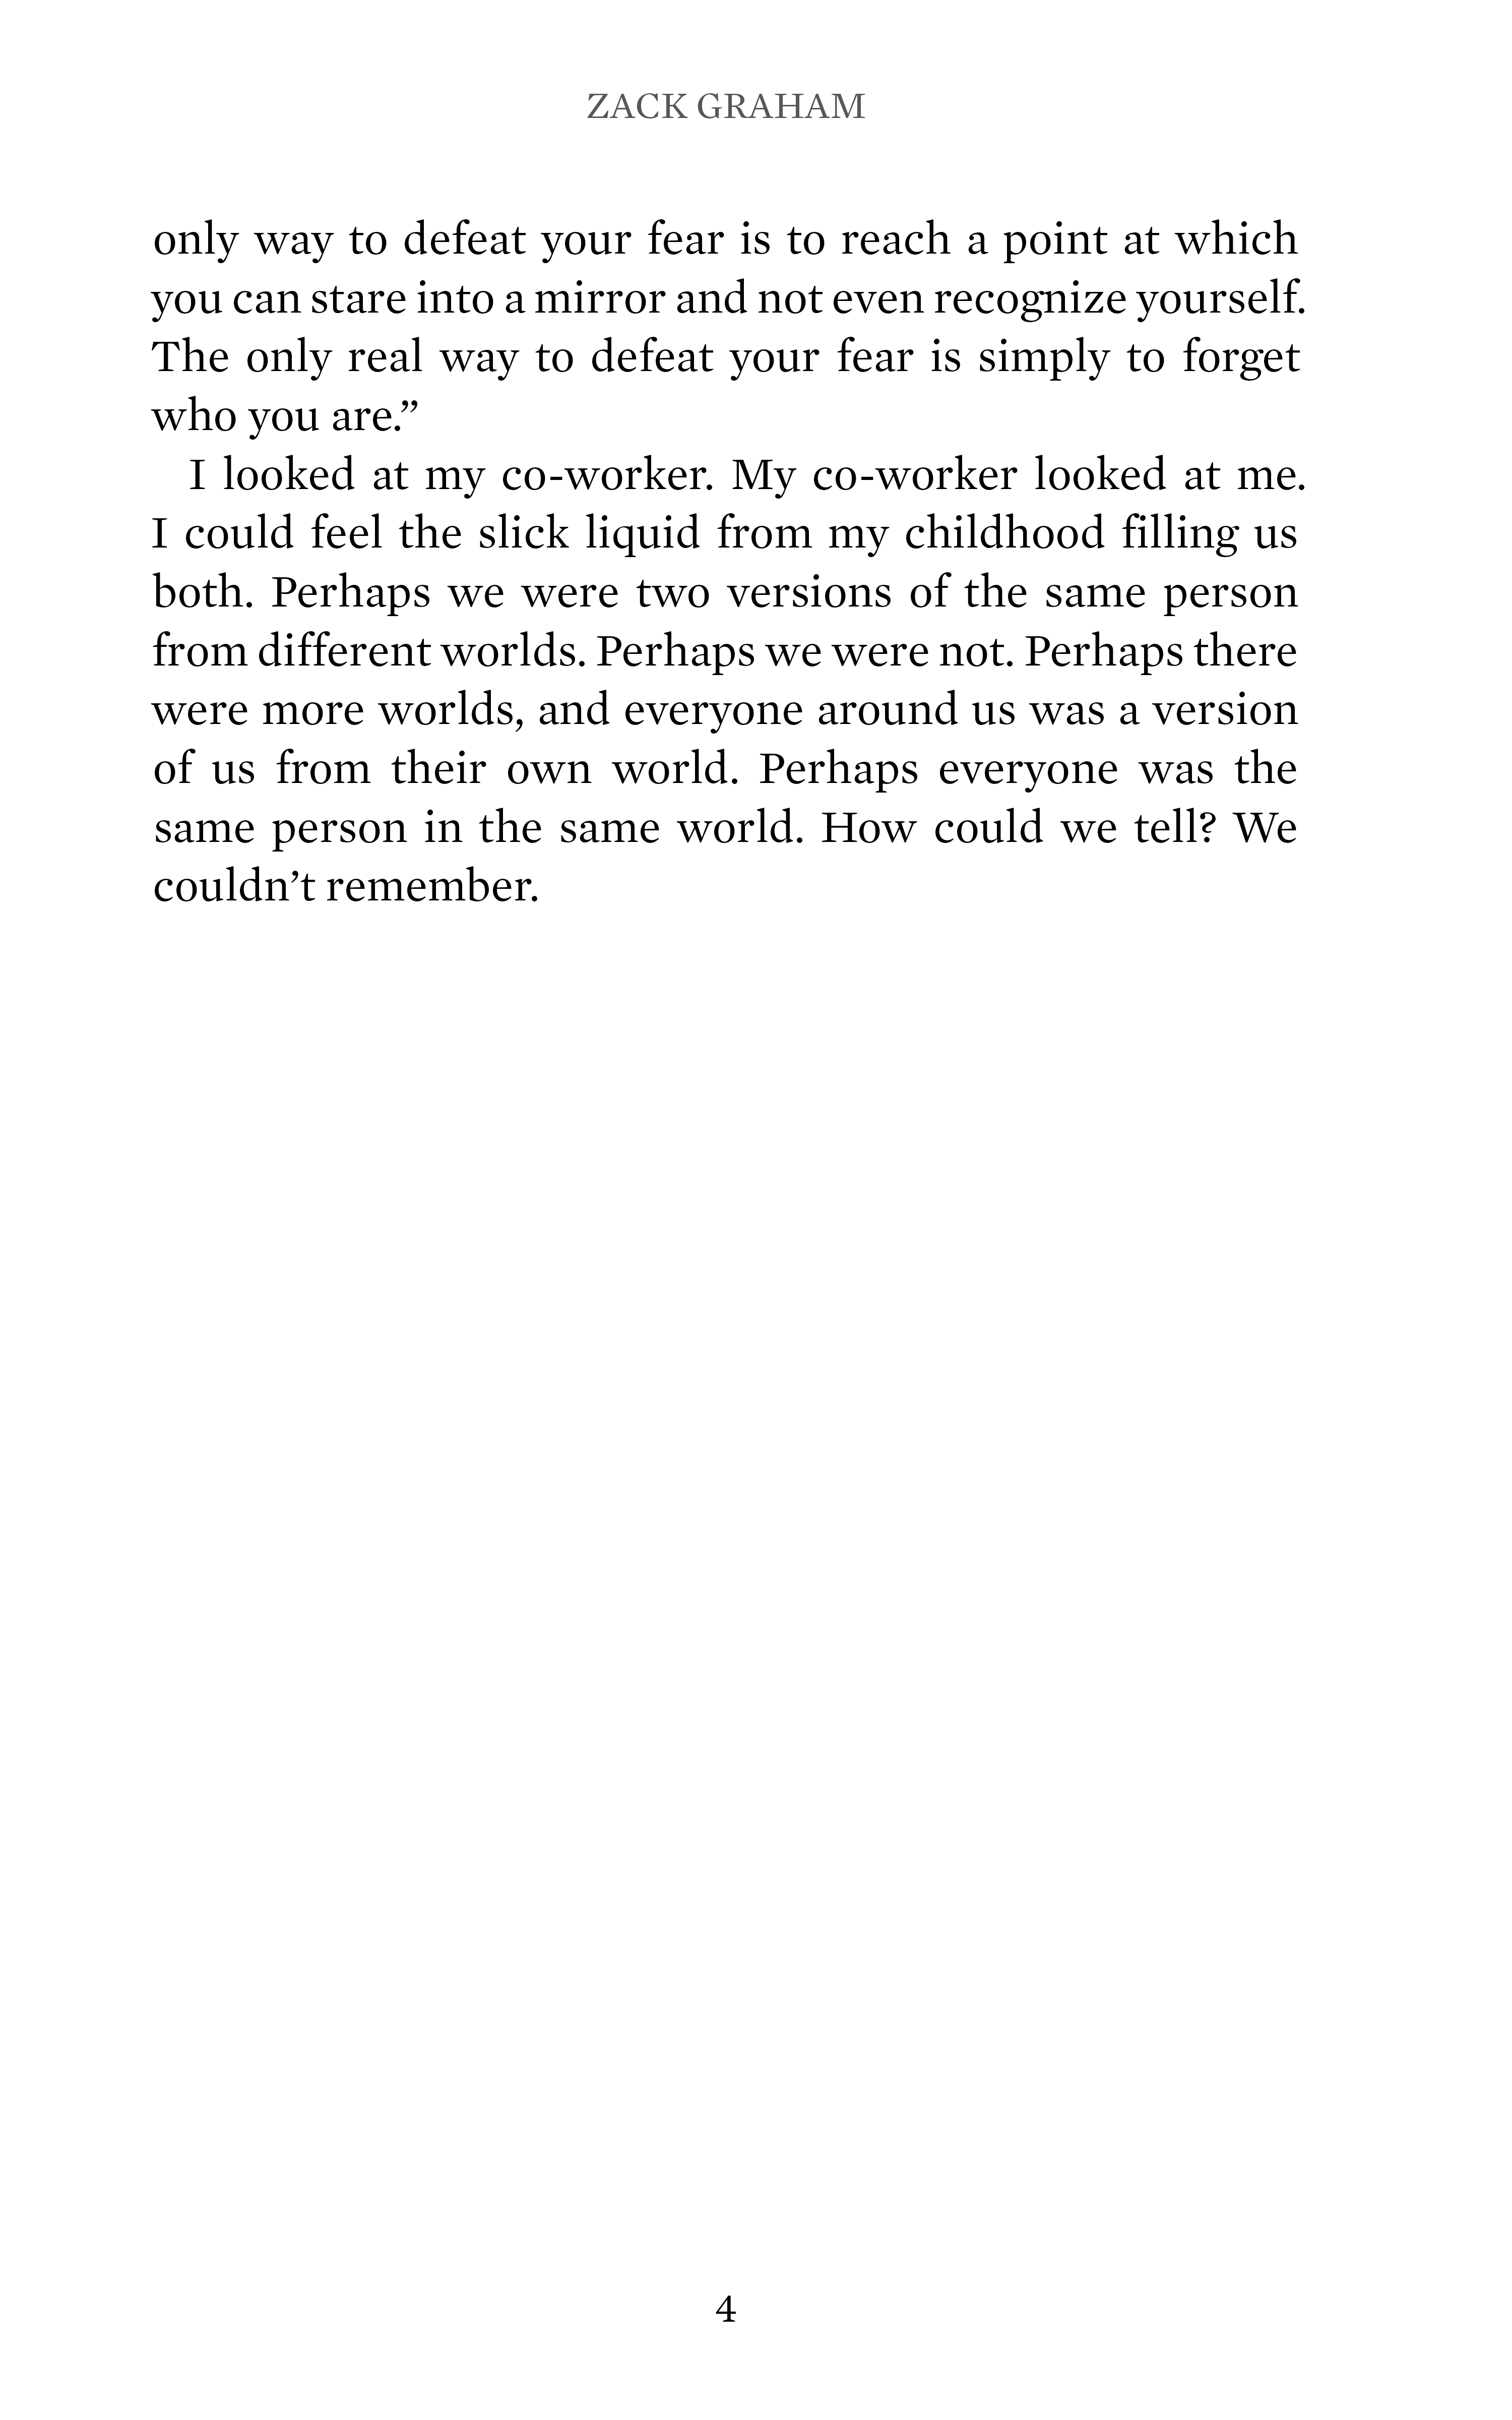 ZACK GRAHAM
only way to defeat your fear is to reach a point at which
you can stare into a mirror and not even recognize yourself.
The only real way to defeat your fear is simply to forget
who you are.”
I looked at my co-worker. My co-worker looked at me.
I could feel the slick liquid from my childhood filling us
both. Perhaps we were two versions of the same person
from different worlds. Perhaps we were not. Perhaps there
were more worlds, and everyone around us was a version
of us from their own world. Perhaps everyone was the
same person in the same world. How could we tell? We
couldn’t remember.
4